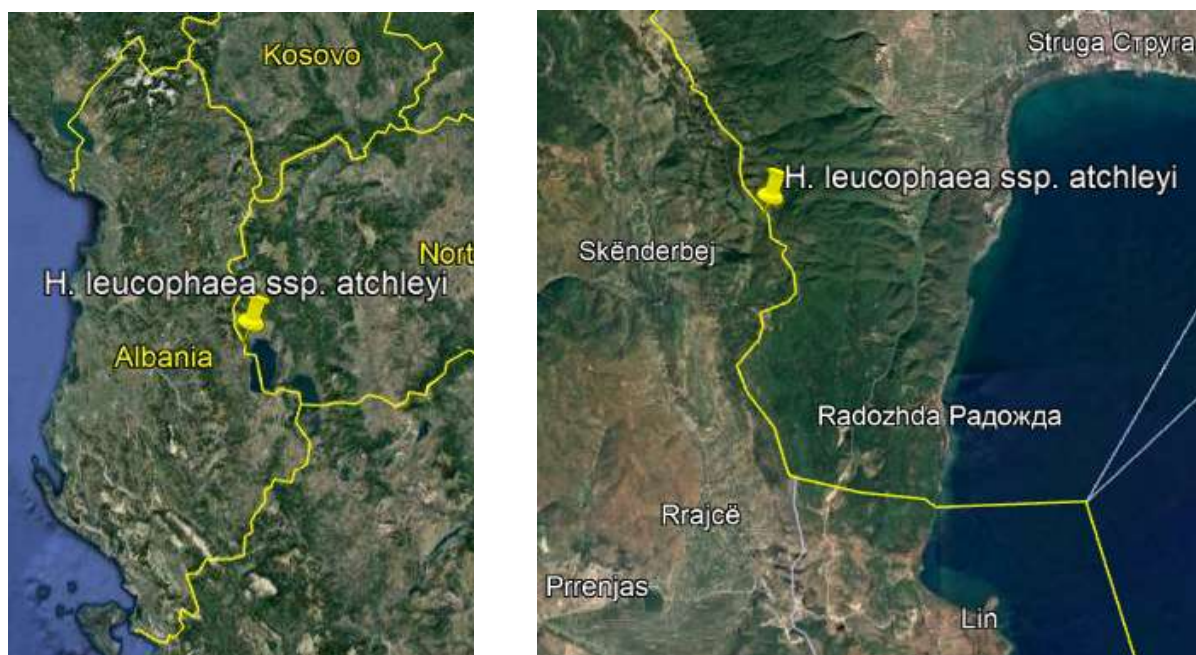 Kosovo
Nort
H. leucophaea ssp. atchleyi
Albania
Struga Струга
H. leucophaea ssp. atchleyi
Skënderbej
Radozhda Радожда
Rrajcë
Prrenjas
Lin